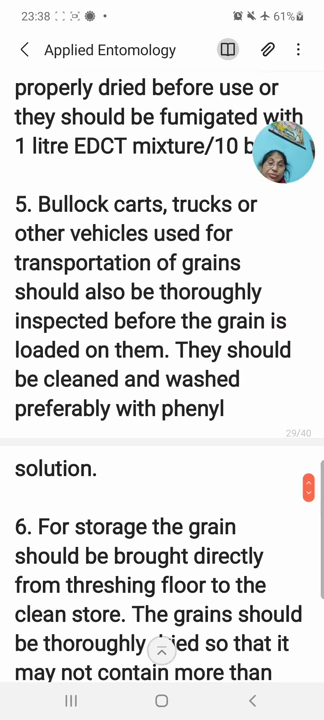 23:38
61%
Applied Entomology
properly dried before use or
they should be fumigated with
1 litre EDCT mixture/10 b
5. Bullock carts, trucks or
other vehicles used for
transportation of grains
should also be thoroughly
inspected before the grain is
loaded on them. They should
be cleaned and washed
preferably with phenyl
29/40
solution.
6. For storage the grain
should be brought directly
from threshing floor to the
clean store. The grains should
be thoroughly dried so that it
may not contain more than